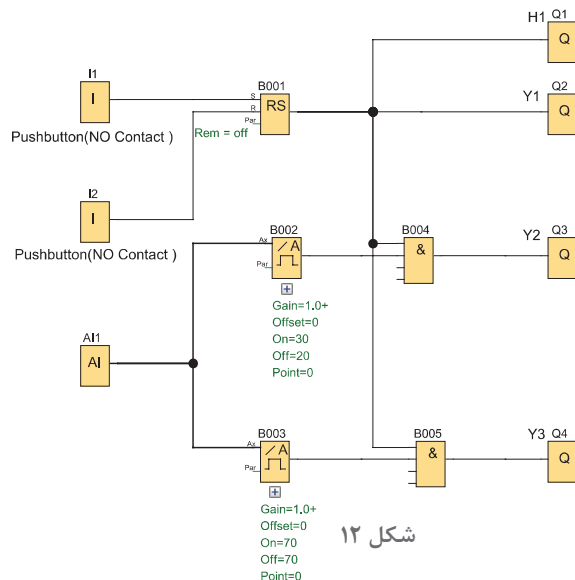 H1
Q1
Q
I1
I
Pushbutton(NO Contact )
B001
S
R
Par
RS
Rem = off
Y1
Q2
Q
I2
I
Pushbutton(NO Contact )
B002
Ax
Par
/A
+
Gain=1.0+
Offset=0
On=30
Off=20
Point=0
B004
&
Y2
Q3
Q
AI1
AI
B003
Ax
Par
/A
+
Gain=1.0+
Offset=0
On=70
Off=70
Point=0
B005
&
Y3
Q4
Q
شکل ۱۲